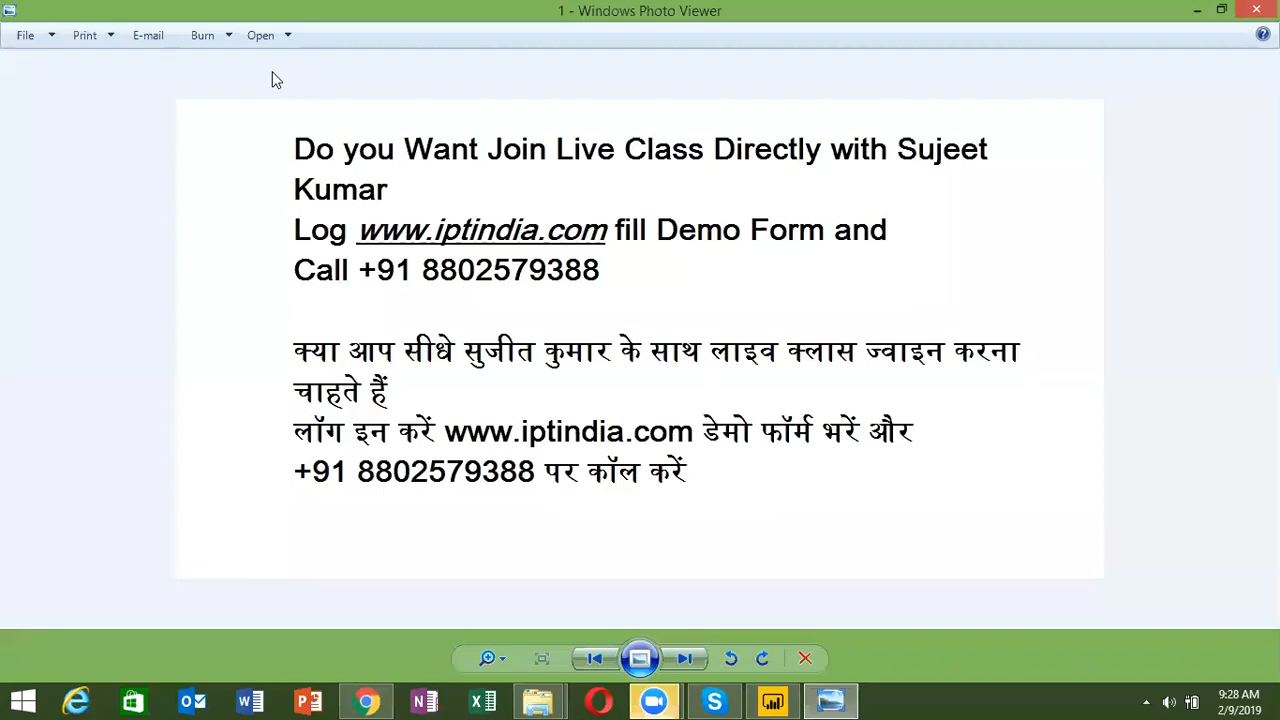 1 - Windows Photo Viewer
File Print E-mail Burn Open
Do you Want Join Live Class Directly with Sujeet
Kumar
Log www.iptindia.com fill Demo Form and
Call +91 8802579388
क्या आप सीधे सुजीत कुमार के साथ लाइव क्लास ज्वाइन करना
चाहते हैं
लॉग इन करें www.iptindia.com डेमो फॉर्म भरें और
+91 8802579388 पर कॉल करें
9:28 AM
2/9/2019